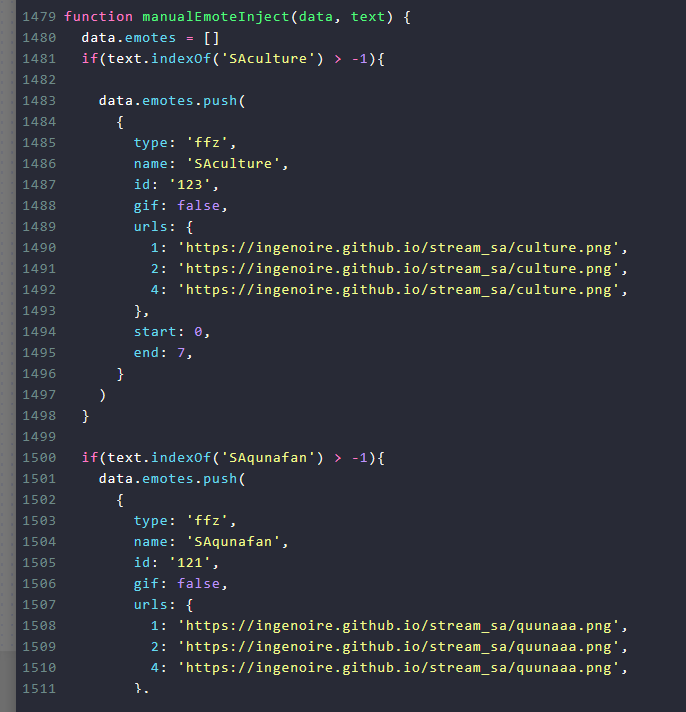 1479 function manualEmoteInject(data, text) {
1480   data.emotes = []
1481   if(text.indexOf('SAculture') > -1){
1482
1483     data.emotes.push(
1484       {
1485         type: 'ffz',
1486         name: 'SAculture',
1487         id: '123',
1488         gif: false,
1489         urls: {
1490           1: 'https://ingenoire.github.io/stream_sa/culture.png',
1491           2: 'https://ingenoire.github.io/stream_sa/culture.png',
1492           4: 'https://ingenoire.github.io/stream_sa/culture.png',
1493         },
1494         start: 0,
1495         end: 7,
1496       }
1497     )
1498   }
1499
1500   if(text.indexOf('SAqunafan') > -1){
1501     data.emotes.push(
1502       {
1503         type: 'ffz',
1504         name: 'SAqunafan',
1505         id: '121',
1506         gif: false,
1507         urls: {
1508           1: 'https://ingenoire.github.io/stream_sa/quunaaa.png',
1509           2: 'https://ingenoire.github.io/stream_sa/quunaaa.png',
1510           4: 'https://ingenoire.github.io/stream_sa/quunaaa.png',
1511         },